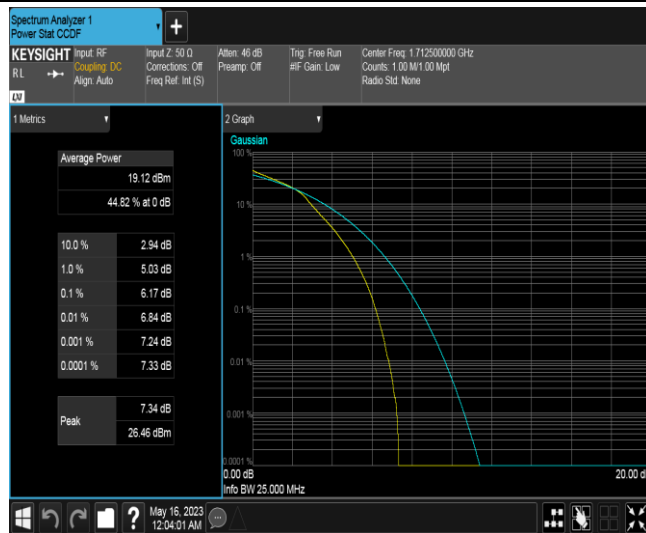 Spectrum Analyzer 1
Power Stat CCDF
+
KEYSIGHT
RL
Input: RF
Coupling: DC
Align: Auto
Input Z: 50 Ω
Corrections: Off
Freq Ref: Int (S)
Atten: 46 dB
Preamp: Off
Trig: Free Run
#IF Gain: Low
Center Freq: 1.712500000 GHz
Counts: 1.00 M/1.00 Mpt
Radio Std: None
1 Metrics
Average Power
19.12 dBm
44.82 % at 0 dB
10.0 % 2.94 dB
1.0 % 5.03 dB
0.1 % 6.17 dB
0.01 % 6.84 dB
0.001 % 7.24 dB
0.0001 % 7.33 dB
Peak
7.34 dB
26.46 dBm
2 Graph
Gaussian
100 %
10 %
1 %
0.1 %
0.01 %
0.001 %
0.0001 %
0.00 dB
20.00 d
Info BW 25.000 MHz
?
May 16, 2023
12:04:01 AM